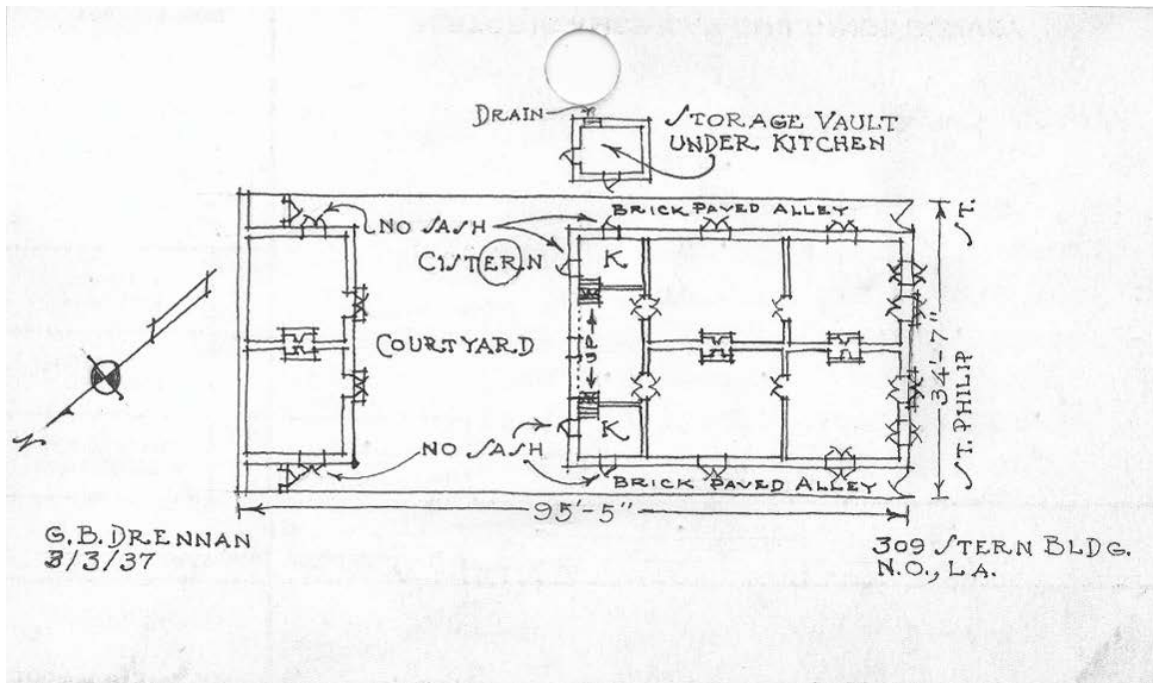 DRAIN
STORAGE VAULT
UNDER KITCHEN
NO SASH
BRICK PAVED ALLEY
CISTERN
K
UPS
COURTYARD
K
NO SASH
BRICK PAVED ALLEY
34'-7"
ST PHILIP ST.
95'-5"
N
G.B. DRENNAN
3/3/37
309 STERN BLDG.
N.O., LA.